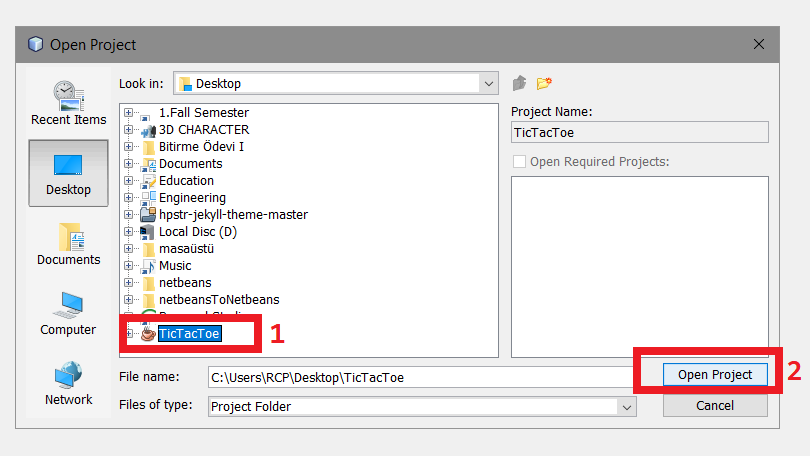 Open Project
Look in:
Desktop
Recent Items
Desktop
Documents
Computer
Network
1.Fall Semester
3D CHARACTER
Bitirme Ödevi I
Documents
Education
Engineering
hpstr-jekyll-theme-master
Local Disc (D)
masaüstü
Music
netbeans
netbeansToNetbeans
TicTacToe
1
Project Name:
TicTacToe
Open Required Projects:
File name:
C:\Users\RCP\Desktop\TicTacToe
Open Project
2
Files of type:
Project Folder
Cancel